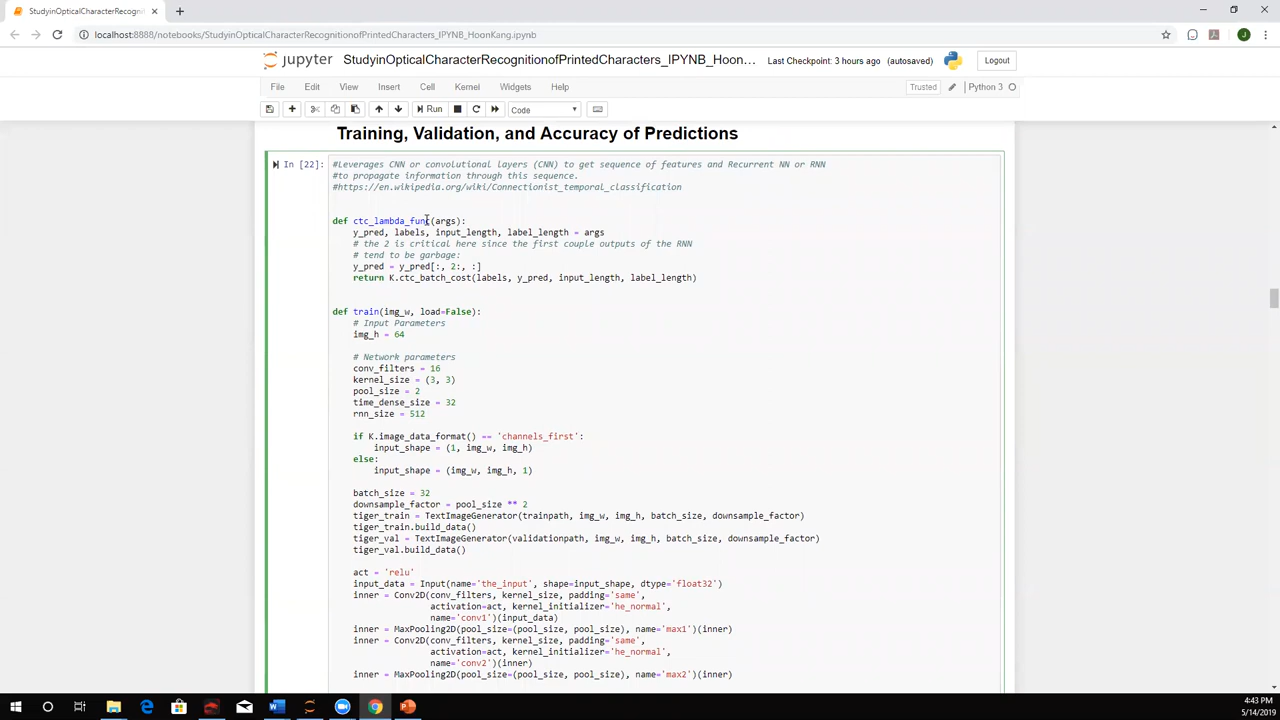 StudyinOpticalCharacterRecogniti
localhost:8888/notebooks/StudyinOpticalCharacterRecognitionofPrintedCharacters_IPYNB_HoonKang.ipynb
J
jupyter StudyinOpticalCharacterRecognitionofPrintedCharacters_IPYNB_Hoon... Last Checkpoint: 3 hours ago (autosaved) Logout
File Edit View Insert Cell Kernel Widgets Help Trusted Python 3
Run Code
Training, Validation, and Accuracy of Predictions
In [22]: #Leverages CNN or convolutional layers (CNN) to get sequence of features and Recurrent NN or RNN
#to propagate information through this sequence.
#https://en.wikipedia.org/wiki/Connectionist_temporal_classification
def ctc_lambda_func(args):
y_pred, labels, input_length, label_length = args
# the 2 is critical here since the first couple outputs of the RNN
# tend to be garbage:
y_pred = y_pred[:, 2:, :]
return K.ctc_batch_cost(labels, y_pred, input_length, label_length)
def train(img_w, load=False):
# Input Parameters
img_h = 64
# Network parameters
conv_filters = 16
kernel_size = (3, 3)
pool_size = 2
time_dense_size = 32
rnn_size = 512
if K.image_data_format() == 'channels_first':
input_shape = (1, img_w, img_h)
else:
input_shape = (img_w, img_h, 1)
batch_size = 32
downsample_factor = pool_size ** 2
tiger_train = TextImageGenerator(trainpath, img_w, img_h, batch_size, downsample_factor)
tiger_train.build_data()
tiger_val = TextImageGenerator(validationpath, img_w, img_h, batch_size, downsample_factor)
tiger_val.build_data()
act = 'relu'
input_data = Input(name='the_input', shape=input_shape, dtype='float32')
inner = Conv2D(conv_filters, kernel_size, padding='same',
activation=act, kernel_initializer='he_normal',
name='conv1')(input_data)
inner = MaxPooling2D(pool_size=(pool_size, pool_size), name='max1')(inner)
inner = Conv2D(conv_filters, kernel_size, padding='same',
activation=act, kernel_initializer='he_normal',
name='conv2')(inner)
inner = MaxPooling2D(pool_size=(pool_size, pool_size), name='max2')(inner)
4:43 PM
5/14/2019